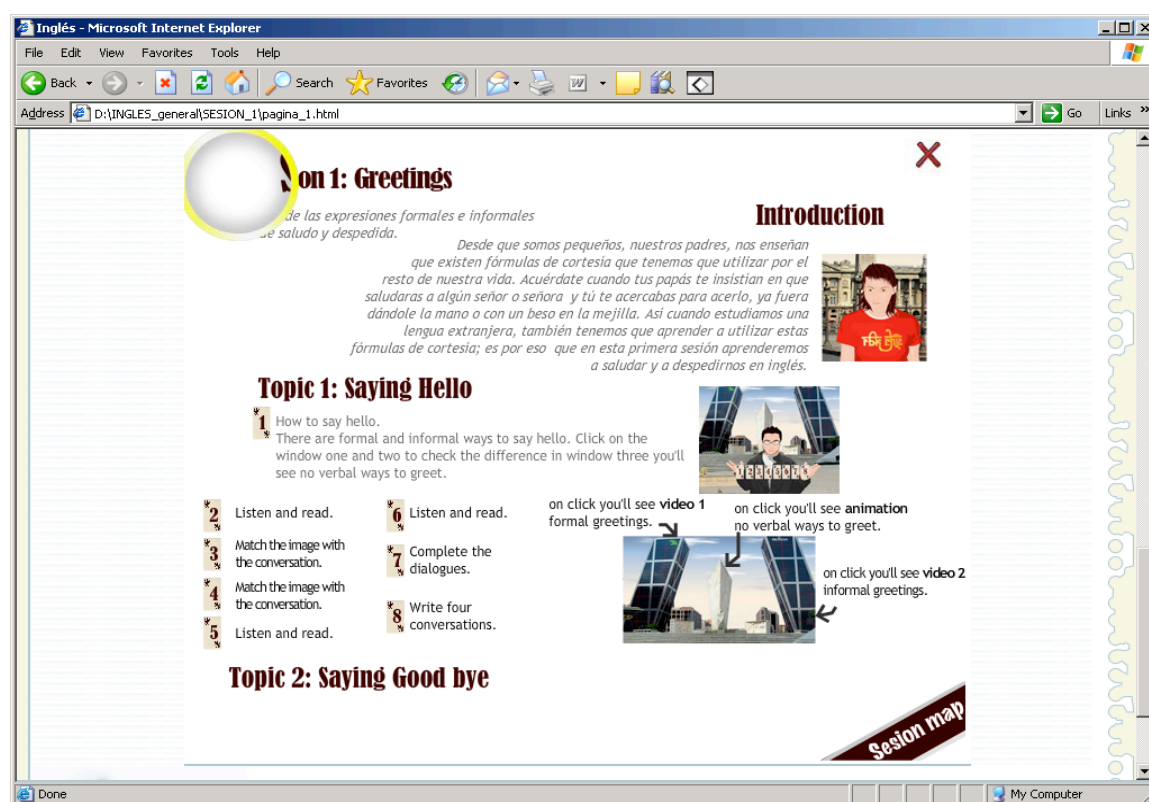 Inglés - Microsoft Internet Explorer
File Edit View Favorites Tools Help
Back Search Favorites
Address D:\INGLES_general\SESION_1\pagina_1.html Go Links »
on 1: Greetings
de las expresiones formales e informales
de saludo y despedida.
Introduction
Desde que somos pequeños, nuestros padres, nos enseñan
que existen fórmulas de cortesía que tenemos que utilizar por el
resto de nuestra vida. Acuérdate cuando tus papás te insistían en que
saludaras a algún señor o señora y tú te acercabas para acerlo, ya fuera
dándole la mano o con un beso en la mejilla. Así cuando estudiamos una
lengua extranjera, también tenemos que aprender a utilizar estas
fórmulas de cortesía; es por eso que en esta primera sesión aprenderemos
a saludar y a despedirnos en inglés.
Topic 1: Saying Hello
1 How to say hello.
There are formal and informal ways to say hello. Click on the
window one and two to check the difference in window three you'll
see no verbal ways to greet.
1 2 3 4 5 6 7 8
2 Listen and read.
3 Match the image with
the conversation.
4 Match the image with
the conversation.
5 Listen and read.
6 Listen and read.
7 Complete the
dialogues.
8 Write four
conversations.
on click you'll see video 1
formal greetings.
on click you'll see animation
no verbal ways to greet.
on click you'll see video 2
informal greetings.
Topic 2: Saying Good bye
Sesion map
Done My Computer